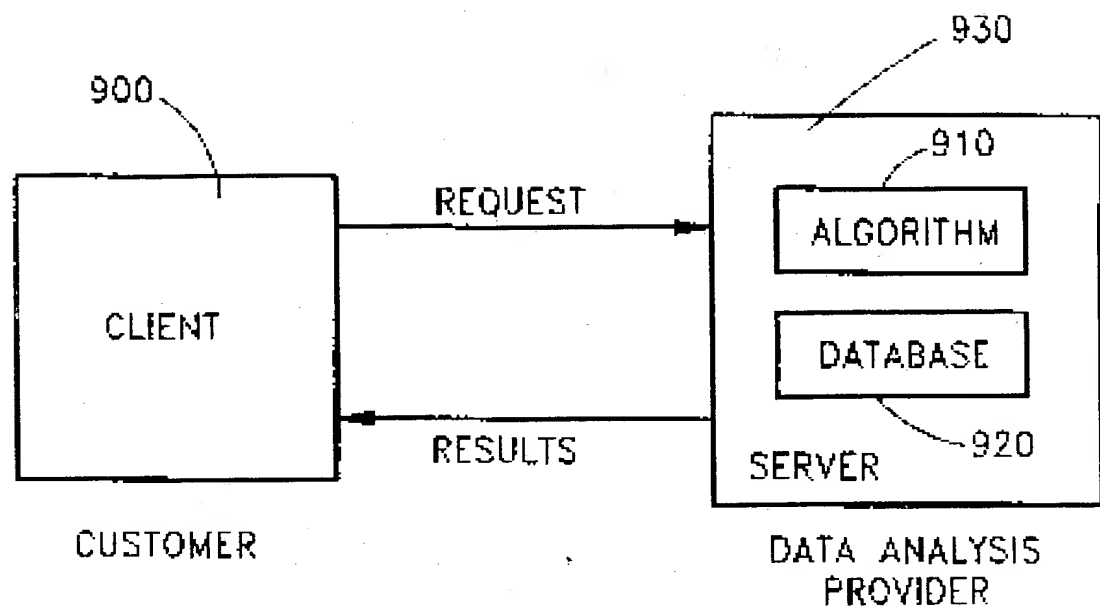 930
900
910
REQUEST
ALGORITHM
CLIENT
DATABASE
RESULTS
920
SERVER
CUSTOMER
DATA ANALYSIS
PROVIDER